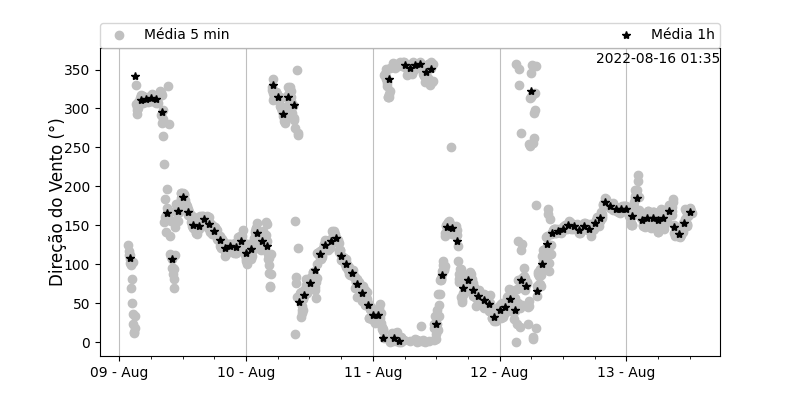 Média 5 min
Média 1h
2022-08-16 01:35
Direção do Vento (°)
350
300
250
200
150
100
50
0
09 - Aug
10 - Aug
11 - Aug
12 - Aug
13 - Aug